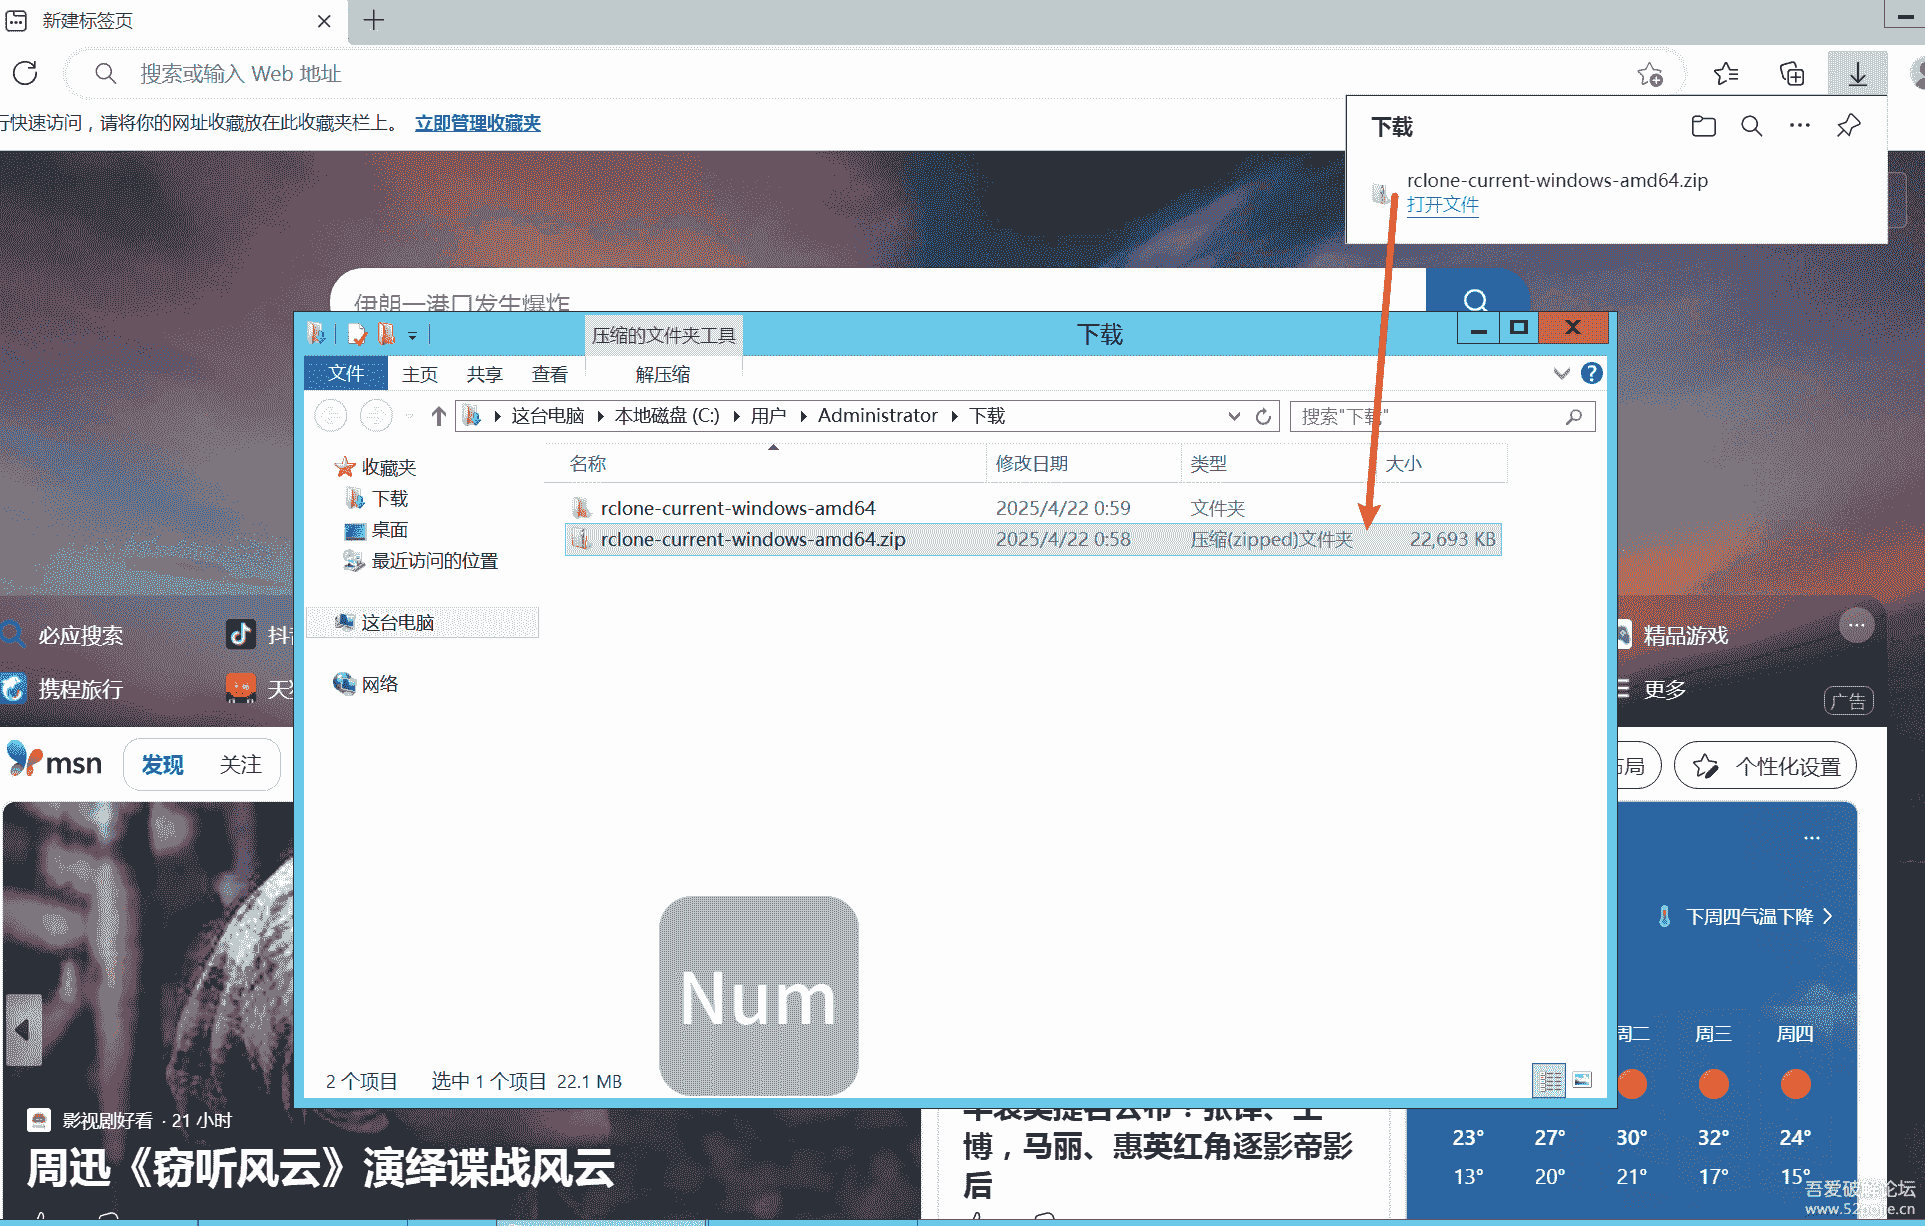 新建标签页
搜索或输入 Web 地址
行快速访问，请将你的网址收藏放在此收藏夹栏上。 立即管理收藏夹
下载
rclone-current-windows-amd64.zip
打开文件
伊朗一港口发生爆炸
压缩的文件夹工具
下载
文件 主页 共享 查看 解压缩
这台电脑 本地磁盘 (C:) 用户 Administrator 下载
搜索"下载"
名称 修改日期 类型 大小
收藏夹
下载
桌面
最近访问的位置
这台电脑
网络
rclone-current-windows-amd64 2025/4/22 0:59 文件夹
rclone-current-windows-amd64.zip 2025/4/22 0:58 压缩(zipped)文件夹 22,693 KB
2 个项目 选中 1 个项目 22.1 MB
Num
必应搜索
携程旅行
精品游戏
更多
广告
msn
发现 关注
个性化设置
下周四气温下降
周二 周三 周四
23° 27° 30° 32° 24°
13° 20° 21° 17° 15°
影视剧好看 · 21 小时
周迅《窃听风云》演绎谍战风云
博，马丽、惠英红角逐影帝影
后
吾爱破解论坛
www.52pojie.cn